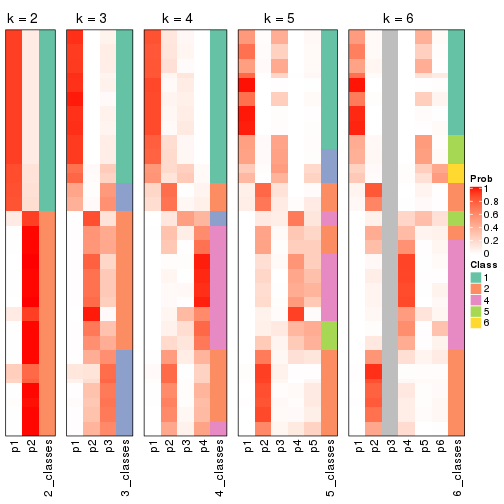 k = 2
k = 3
k = 4
k = 5
k = 6
p1
p2
2_classes
p1
p2
p3
3_classes
p1
p2
p3
p4
4_classes
p1
p2
p3
p4
p5
5_classes
p1
p2
p3
p4
p5
p6
6_classes
Prob
1
0.8
0.6
0.4
0.2
0
Class
1
2
4
5
6